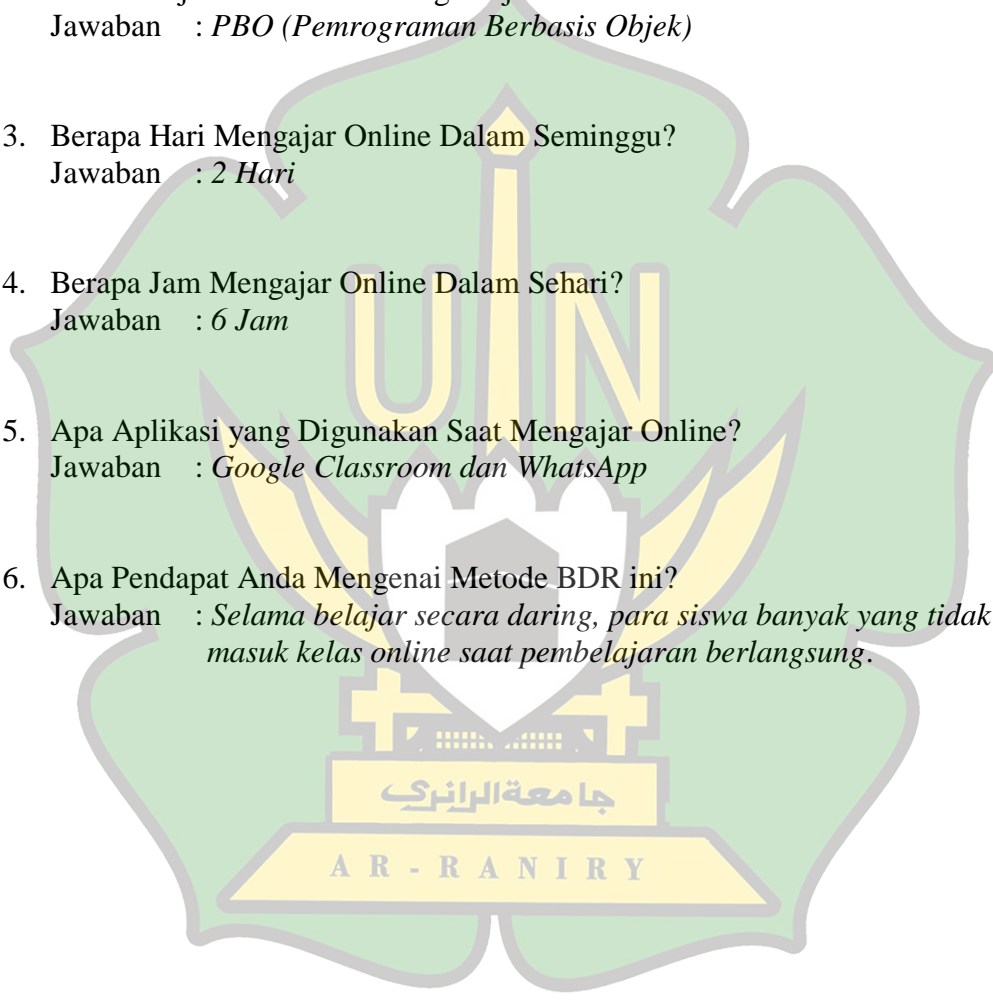 Jawaban : PBO (Pemrograman Berbasis Objek)
3. Berapa Hari Mengajar Online Dalam Seminggu?
Jawaban : 2 Hari
4. Berapa Jam Mengajar Online Dalam Sehari?
Jawaban : 6 Jam
5. Apa Aplikasi yang Digunakan Saat Mengajar Online?
Jawaban : Google Classroom dan WhatsApp
6. Apa Pendapat Anda Mengenai Metode BDR ini?
Jawaban : Selama belajar secara daring, para siswa banyak yang tidak
masuk kelas online saat pembelajaran berlangsung.
UIN
جامعة الرانري
AR-RANIRY